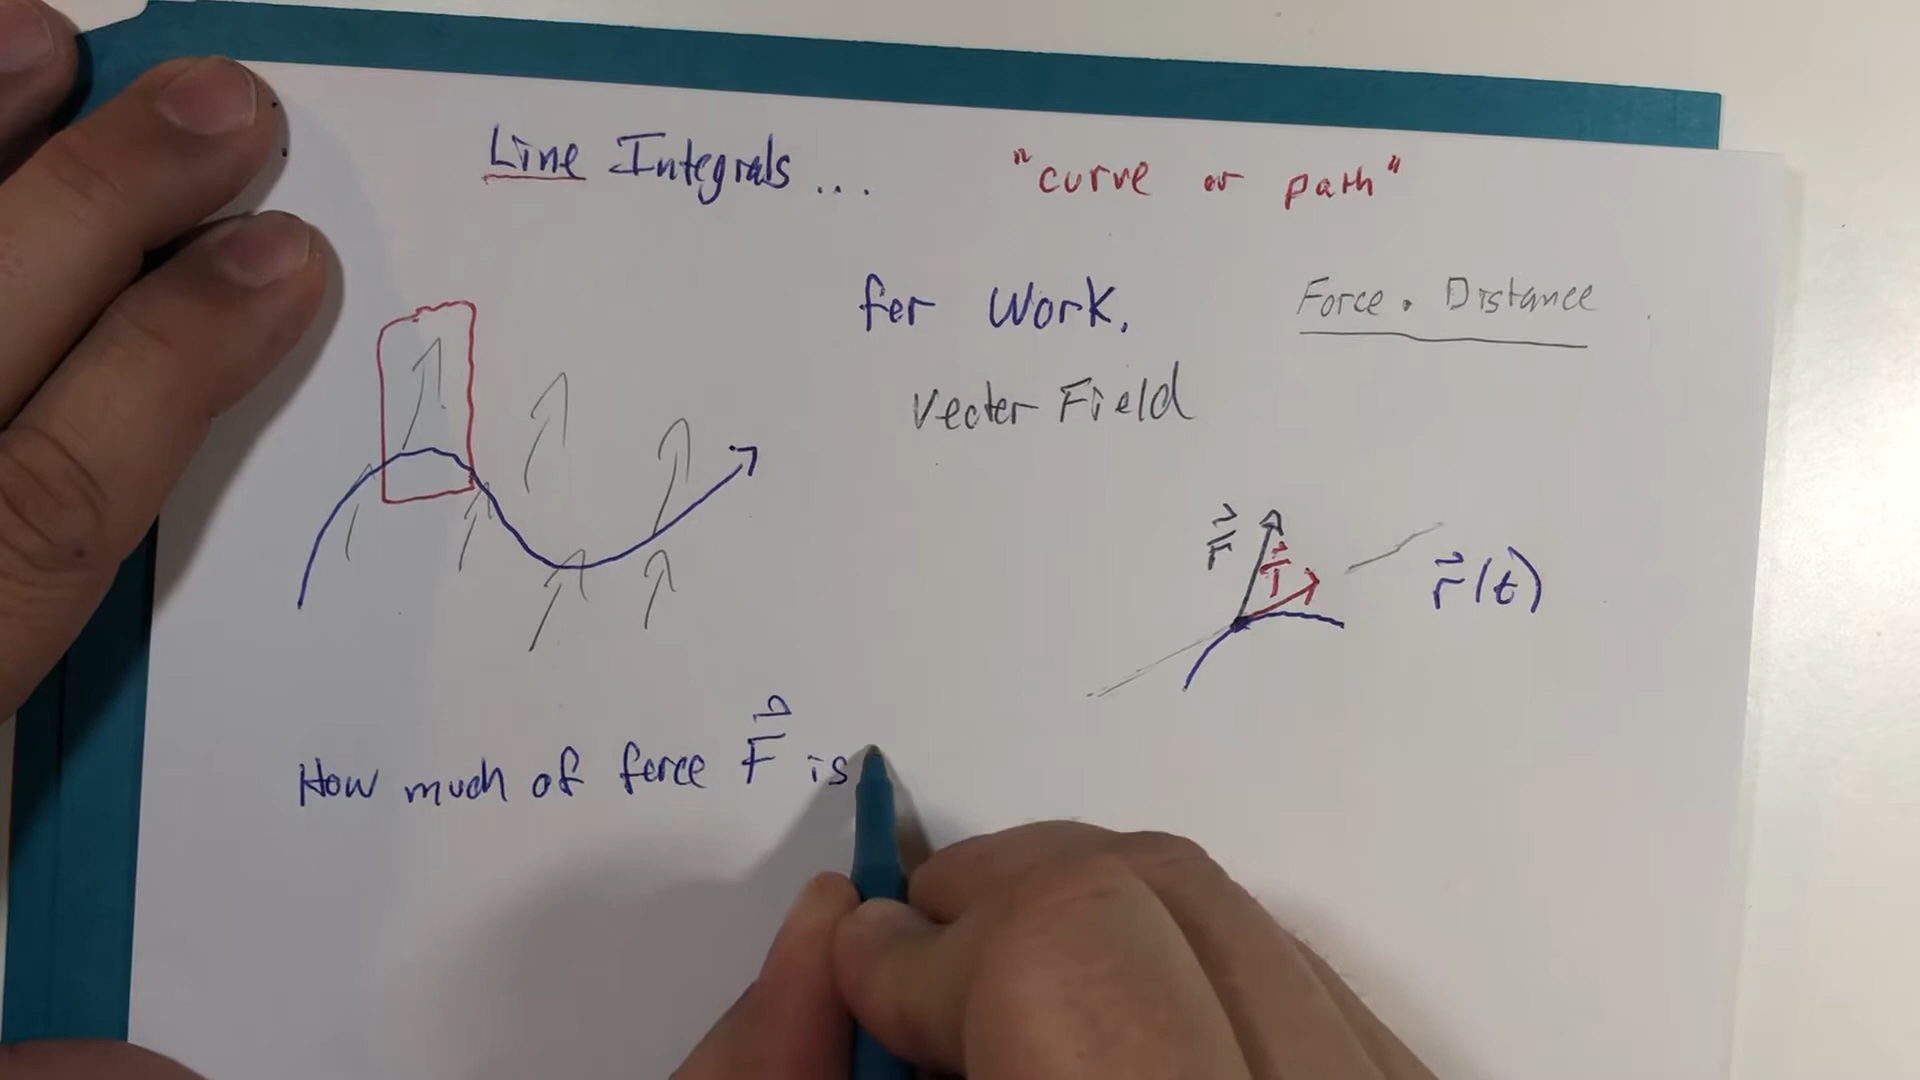 Line Integrals... "curve or path"
for Work. Force · Distance
Vector Field
F⃗ T⃗ r⃗(t)
How much of force F⃗ is